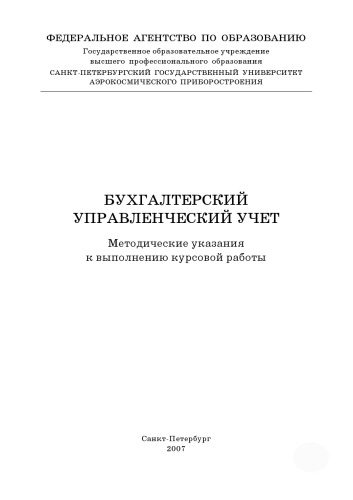 ФЕДЕРАЛЬНОЕ АГЕНТСТВО ПО ОБРАЗОВАНИЮ
Государственное образовательное учреждение
высшего профессионального образования
САНКТ-ПЕТЕРБУРГСКИЙ ГОСУДАРСТВЕННЫЙ УНИВЕРСИТЕТ
АЭРОКОСМИЧЕСКОГО ПРИБОРОСТРОЕНИЯ
БУХГАЛТЕРСКИЙ
УПРАВЛЕНЧЕСКИЙ УЧЕТ
Методические указания
к выполнению курсовой работы
Санкт-Петербург
2007